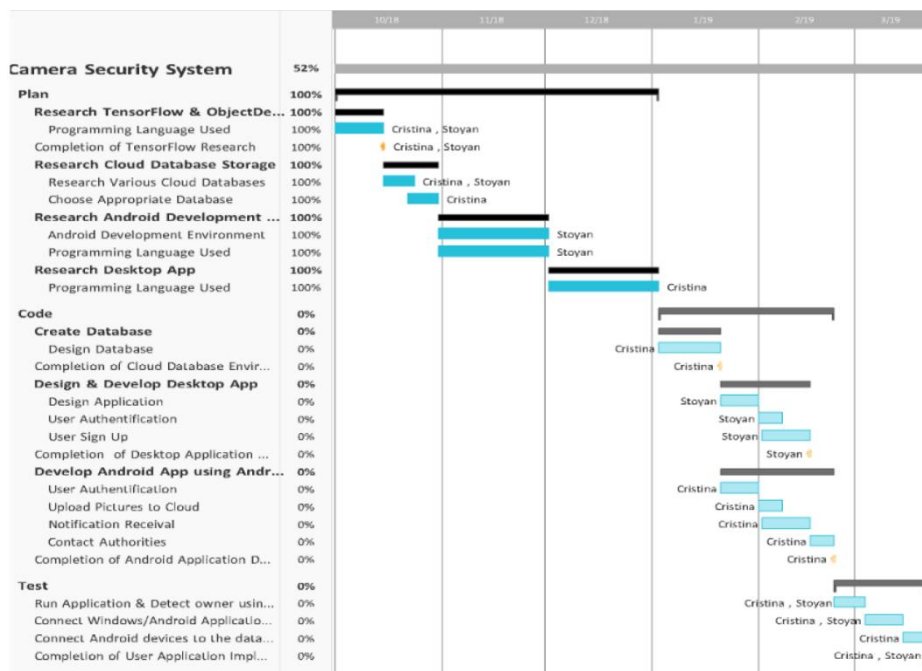 10/18 11/18 12/18 1/19 2/19 3/19
Camera Security System 52%
Plan 100%
Research TensorFlow & ObjectDe... 100%
Programming Language Used 100% Cristina , Stoyan
Completion of TensorFlow Research 100% Cristina , Stoyan
Research Cloud Database Storage 100%
Research Various Cloud Databases 100% Cristina , Stoyan
Choose Appropriate Database 100% Cristina
Research Android Development ... 100%
Android Development Environment 100% Stoyan
Programming Language Used 100% Stoyan
Research Desktop App 100%
Programming Language Used 100% Cristina
Code 0%
Create Database 0%
Design Database 0% Cristina
Completion of Cloud Database Envir... 0% Cristina
Design & Develop Desktop App 0%
Design Application 0% Stoyan
User Authentification 0% Stoyan
User Sign Up 0% Stoyan
Completion of Desktop Application ... 0% Stoyan
Develop Android App using Andr... 0%
User Authentification 0% Cristina
Upload Pictures to Cloud 0% Cristina
Notification Receival 0% Cristina
Contact Authorities 0% Cristina
Completion of Android Application D... 0% Cristina
Test 0%
Run Application & Detect owner usin... 0% Cristina , Stoyan
Connect Windows/Android Applicatio... 0% Cristina , Stoyan
Connect Android devices to the data... 0% Cristina
Completion of User Application Impl... 0% Cristina , Stoyan